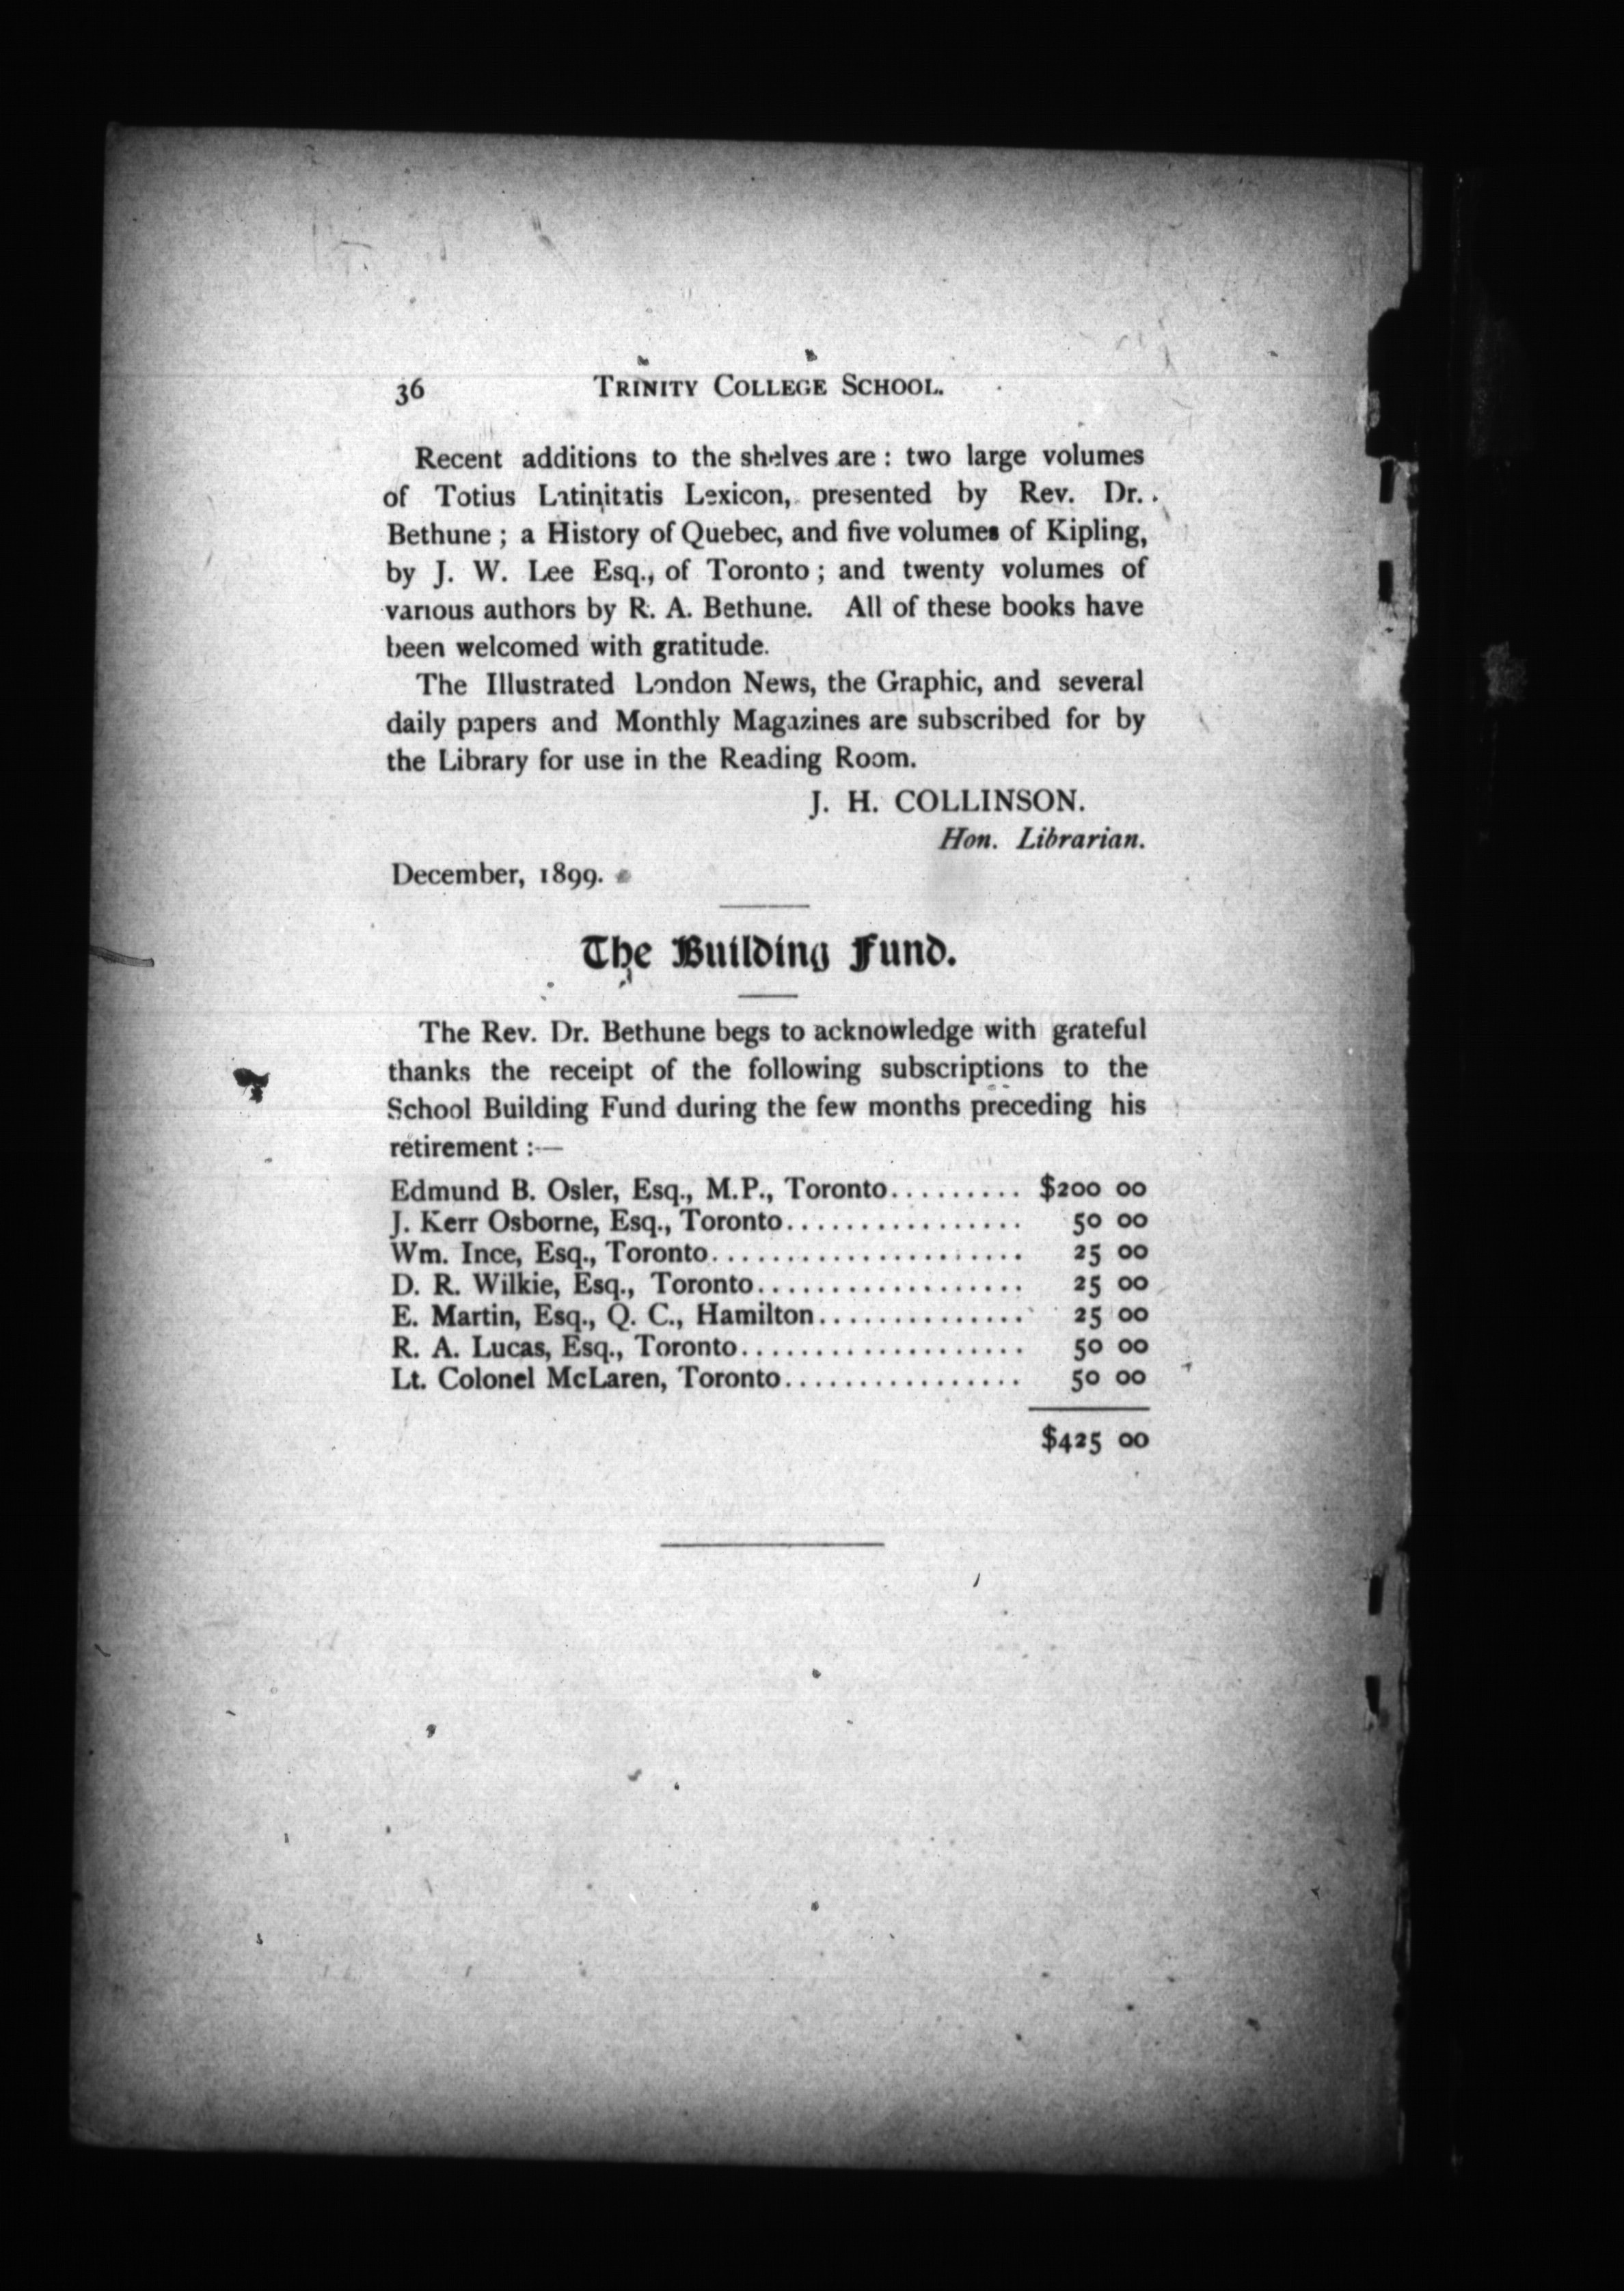 36 TRINITY COLLEGE SCHOOL.
Recent additions to the shelves are : two large volumes
of Totius Latinitatis Lexicon, presented by Rev. Dr.
Bethune ; a History of Quebec, and five volumes of Kipling,
by J. W. Lee Esq., of Toronto ; and twenty volumes of
various authors by R. A. Bethune. All of these books have
been welcomed with gratitude.
The Illustrated London News, the Graphic, and several
daily papers and Monthly Magazines are subscribed for by
the Library for use in the Reading Room.
J. H. COLLINSON.
Hon. Librarian.
December, 1899.
The Building Fund.
The Rev. Dr. Bethune begs to acknowledge with grateful
thanks the receipt of the following subscriptions to the
School Building Fund during the few months preceding his
retirement :—
Edmund B. Osler, Esq., M.P., Toronto......... $200 00
J. Kerr Osborne, Esq., Toronto................ 50 00
Wm. Ince, Esq., Toronto..................... 25 00
D. R. Wilkie, Esq., Toronto.................. 25 00
E. Martin, Esq., Q. C., Hamilton.............. 25 00
R. A. Lucas, Esq., Toronto................... 50 00
Lt. Colonel McLaren, Toronto................ 50 00
$425 00